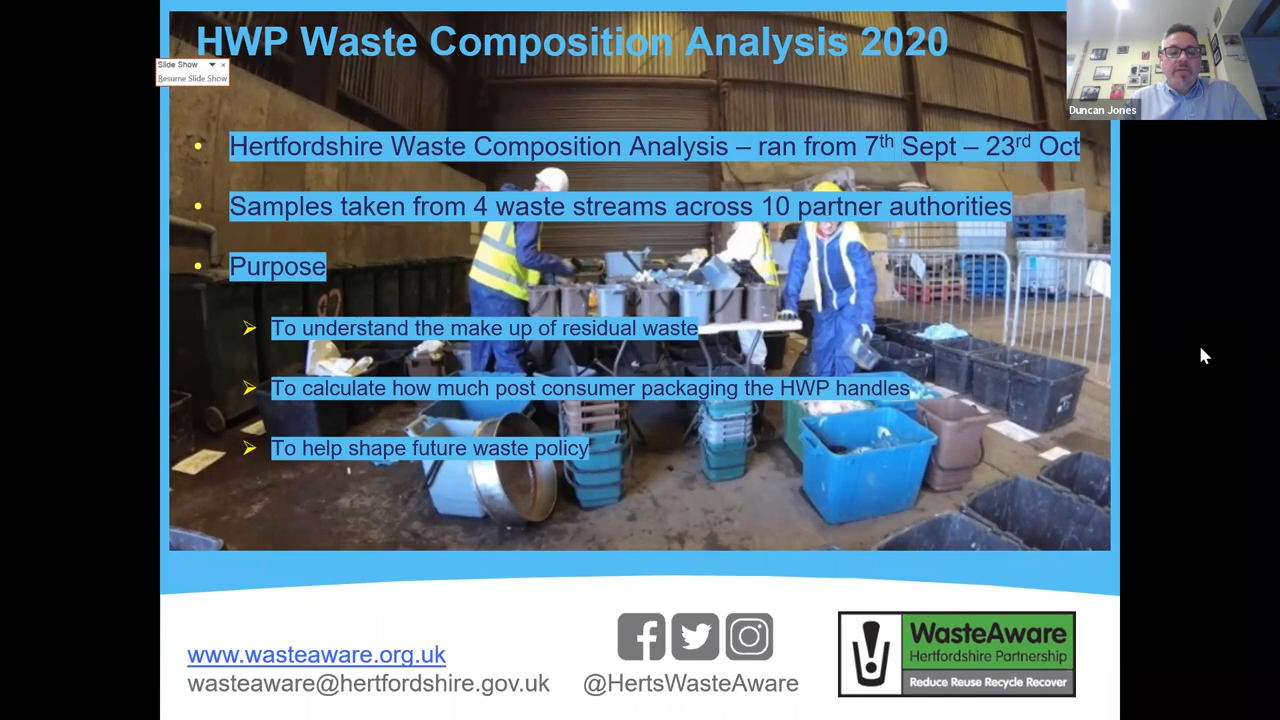 HWP Waste Composition Analysis 2020
Slide Show
Resume Slide Show
Duncan Jones
Hertfordshire Waste Composition Analysis – ran from 7th Sept – 23rd Oct
Samples taken from 4 waste streams across 10 partner authorities
Purpose
To understand the make up of residual waste
To calculate how much post consumer packaging the HWP handles
To help shape future waste policy
www.wasteaware.org.uk
wasteaware@hertfordshire.gov.uk
@HertsWasteAware
WasteAware
Hertfordshire Partnership
Reduce Reuse Recycle Recover